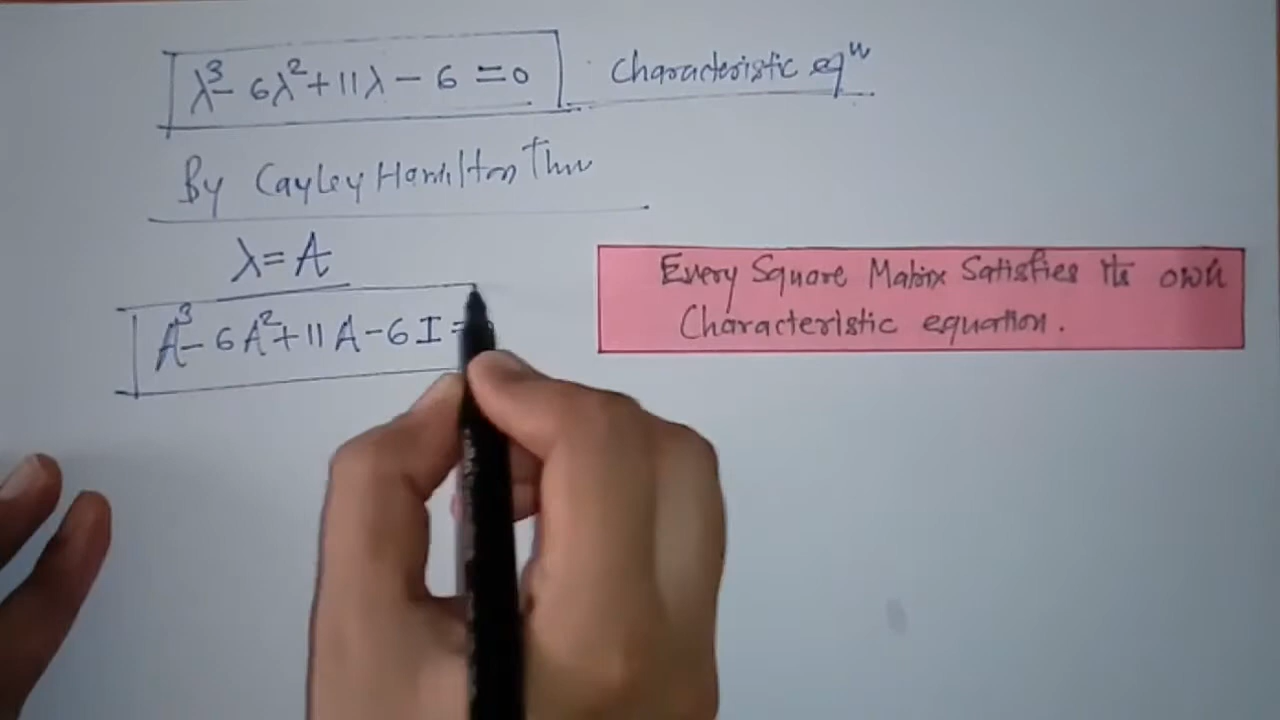 λ³- 6λ²+11λ-6=0 Characteristic eqⁿ
By Cayley Hamilton Thm
λ=A
A³- 6A²+11A-6I=
Every Square Matrix Satisfies its own
Characteristic equation.